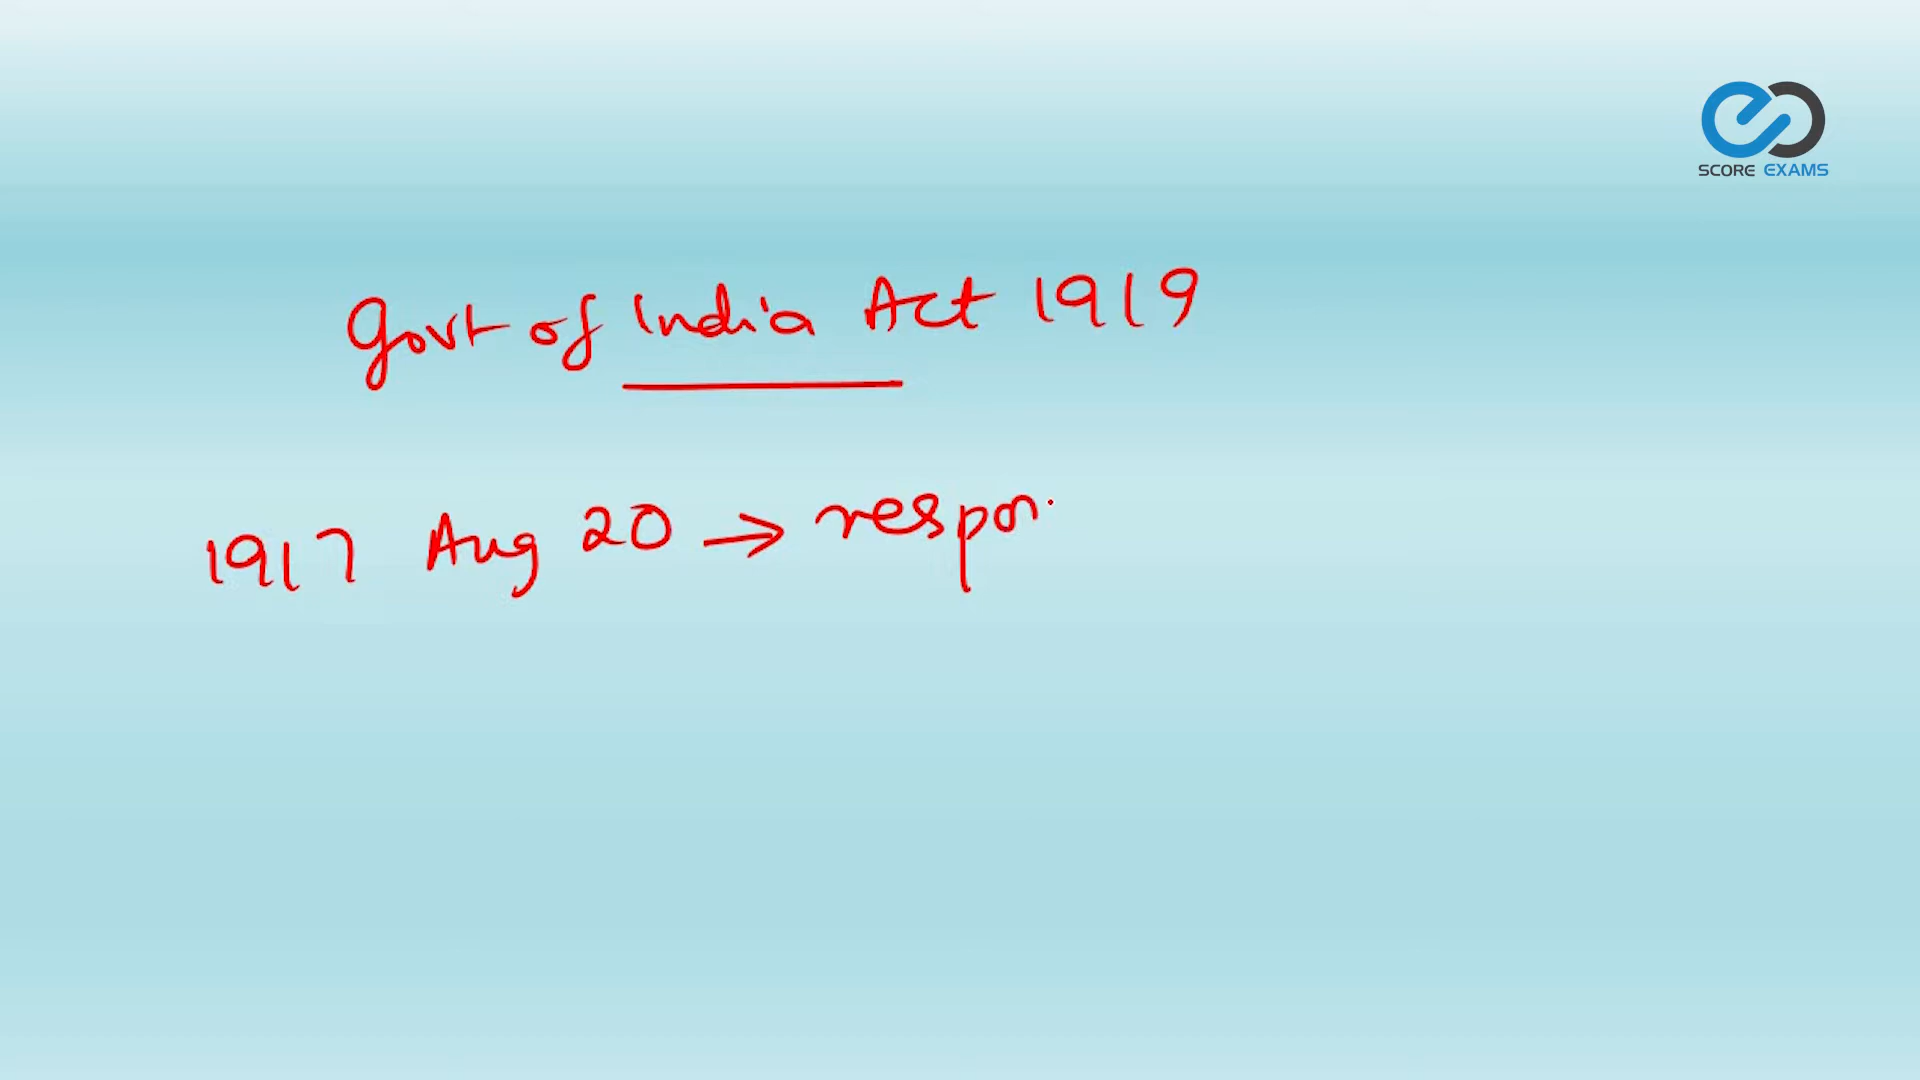 SCORE EXAMS
Govt of India Act 1919
1917 Aug 20 → respon